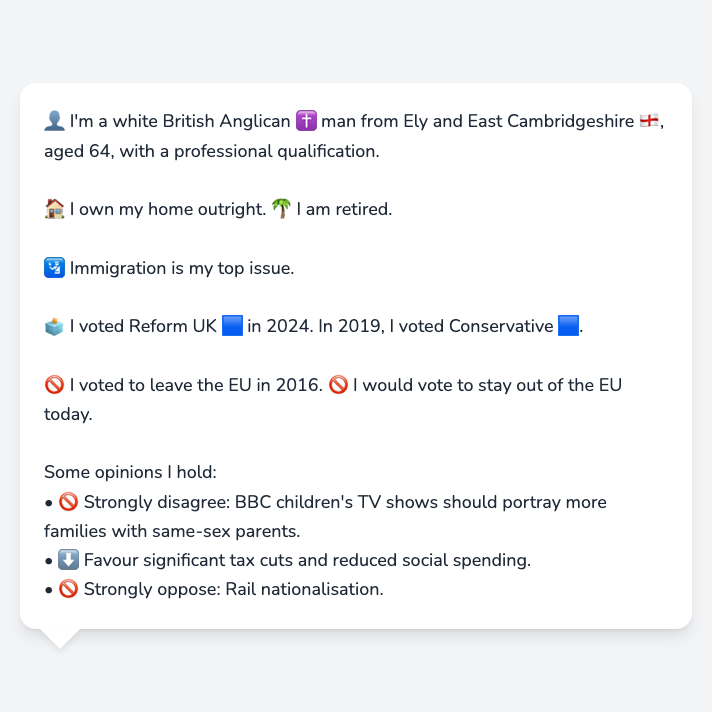 👤 I'm a white British Anglican ✝️ man from Ely and East Cambridgeshire 🏴󠁧󠁢󠁥󠁮󠁧󠁿,
aged 64, with a professional qualification.
🏠 I own my home outright. 🌴 I am retired.
🛂 Immigration is my top issue.
🗳️ I voted Reform UK 🟦 in 2024. In 2019, I voted Conservative 🟦.
🚫 I voted to leave the EU in 2016. 🚫 I would vote to stay out of the EU
today.
Some opinions I hold:
• 🚫 Strongly disagree: BBC children's TV shows should portray more
families with same-sex parents.
• ⬇️ Favour significant tax cuts and reduced social spending.
• 🚫 Strongly oppose: Rail nationalisation.